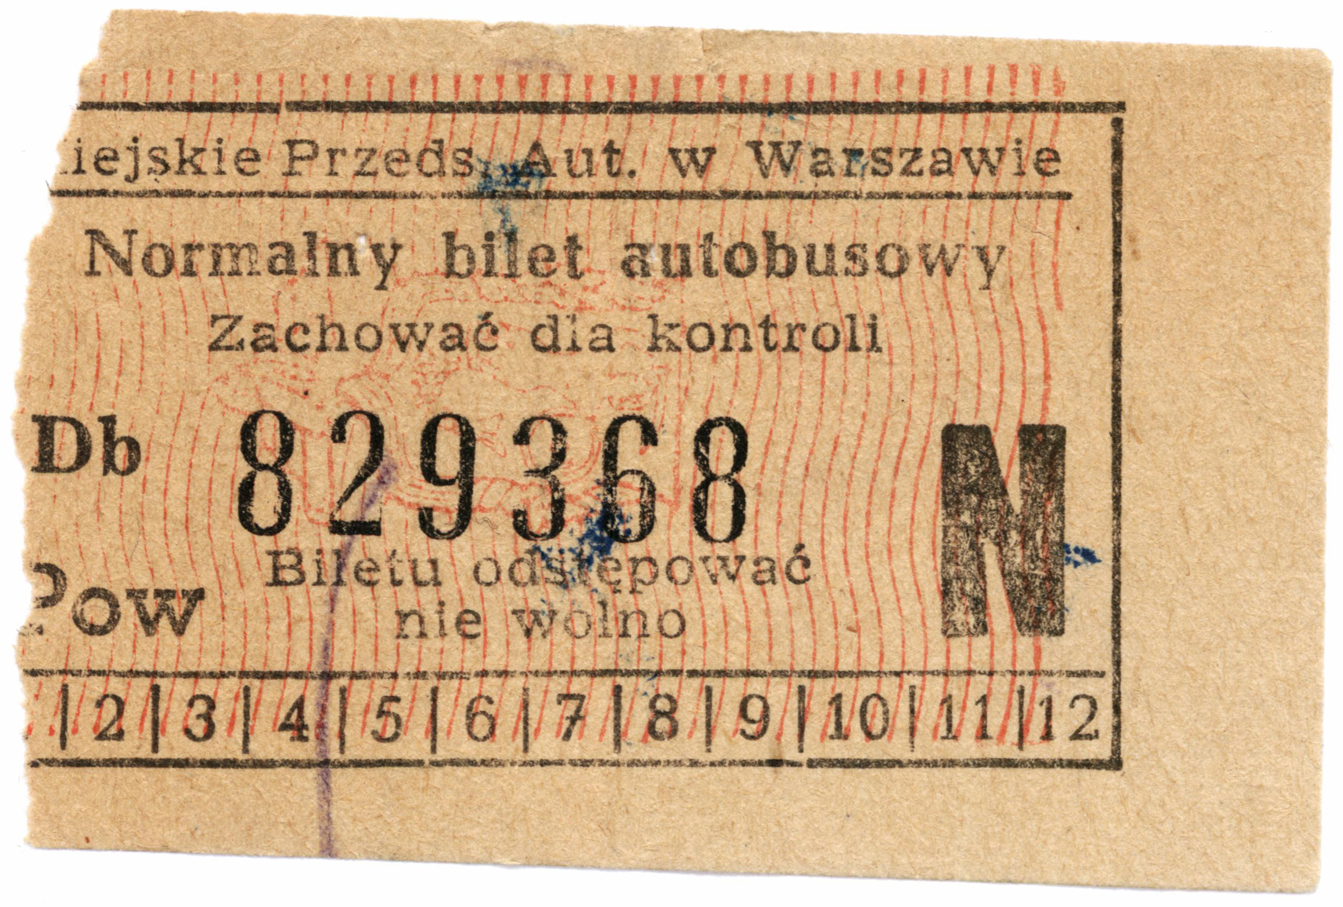 iejskie Przeds. Aut. w Warszawie
Normalny bilet autobusowy
Zachować dla kontroli
Db 829368 N
Pow
Biletu odstępować
nie wolno
| 2 | 3 | 4 | 5 | 6 | 7 | 8 | 9 | 10 | 11 | 12